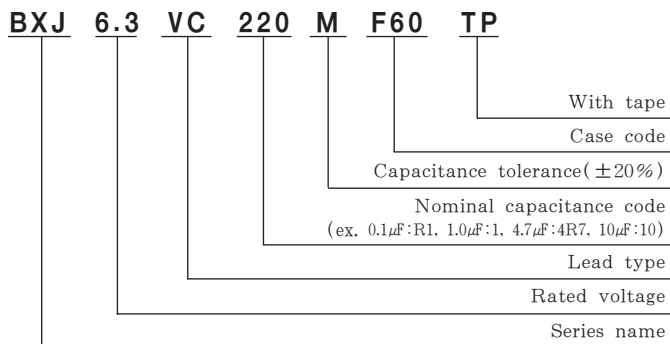 BXJ 6.3 VC 220 M F60 TP
With tape
Case code
Capacitance tolerance(±20%)
Nominal capacitance code
(ex. 0.1μF:R1, 1.0μF:1, 4.7μF:4R7, 10μF:10)
Lead type
Rated voltage
Series name